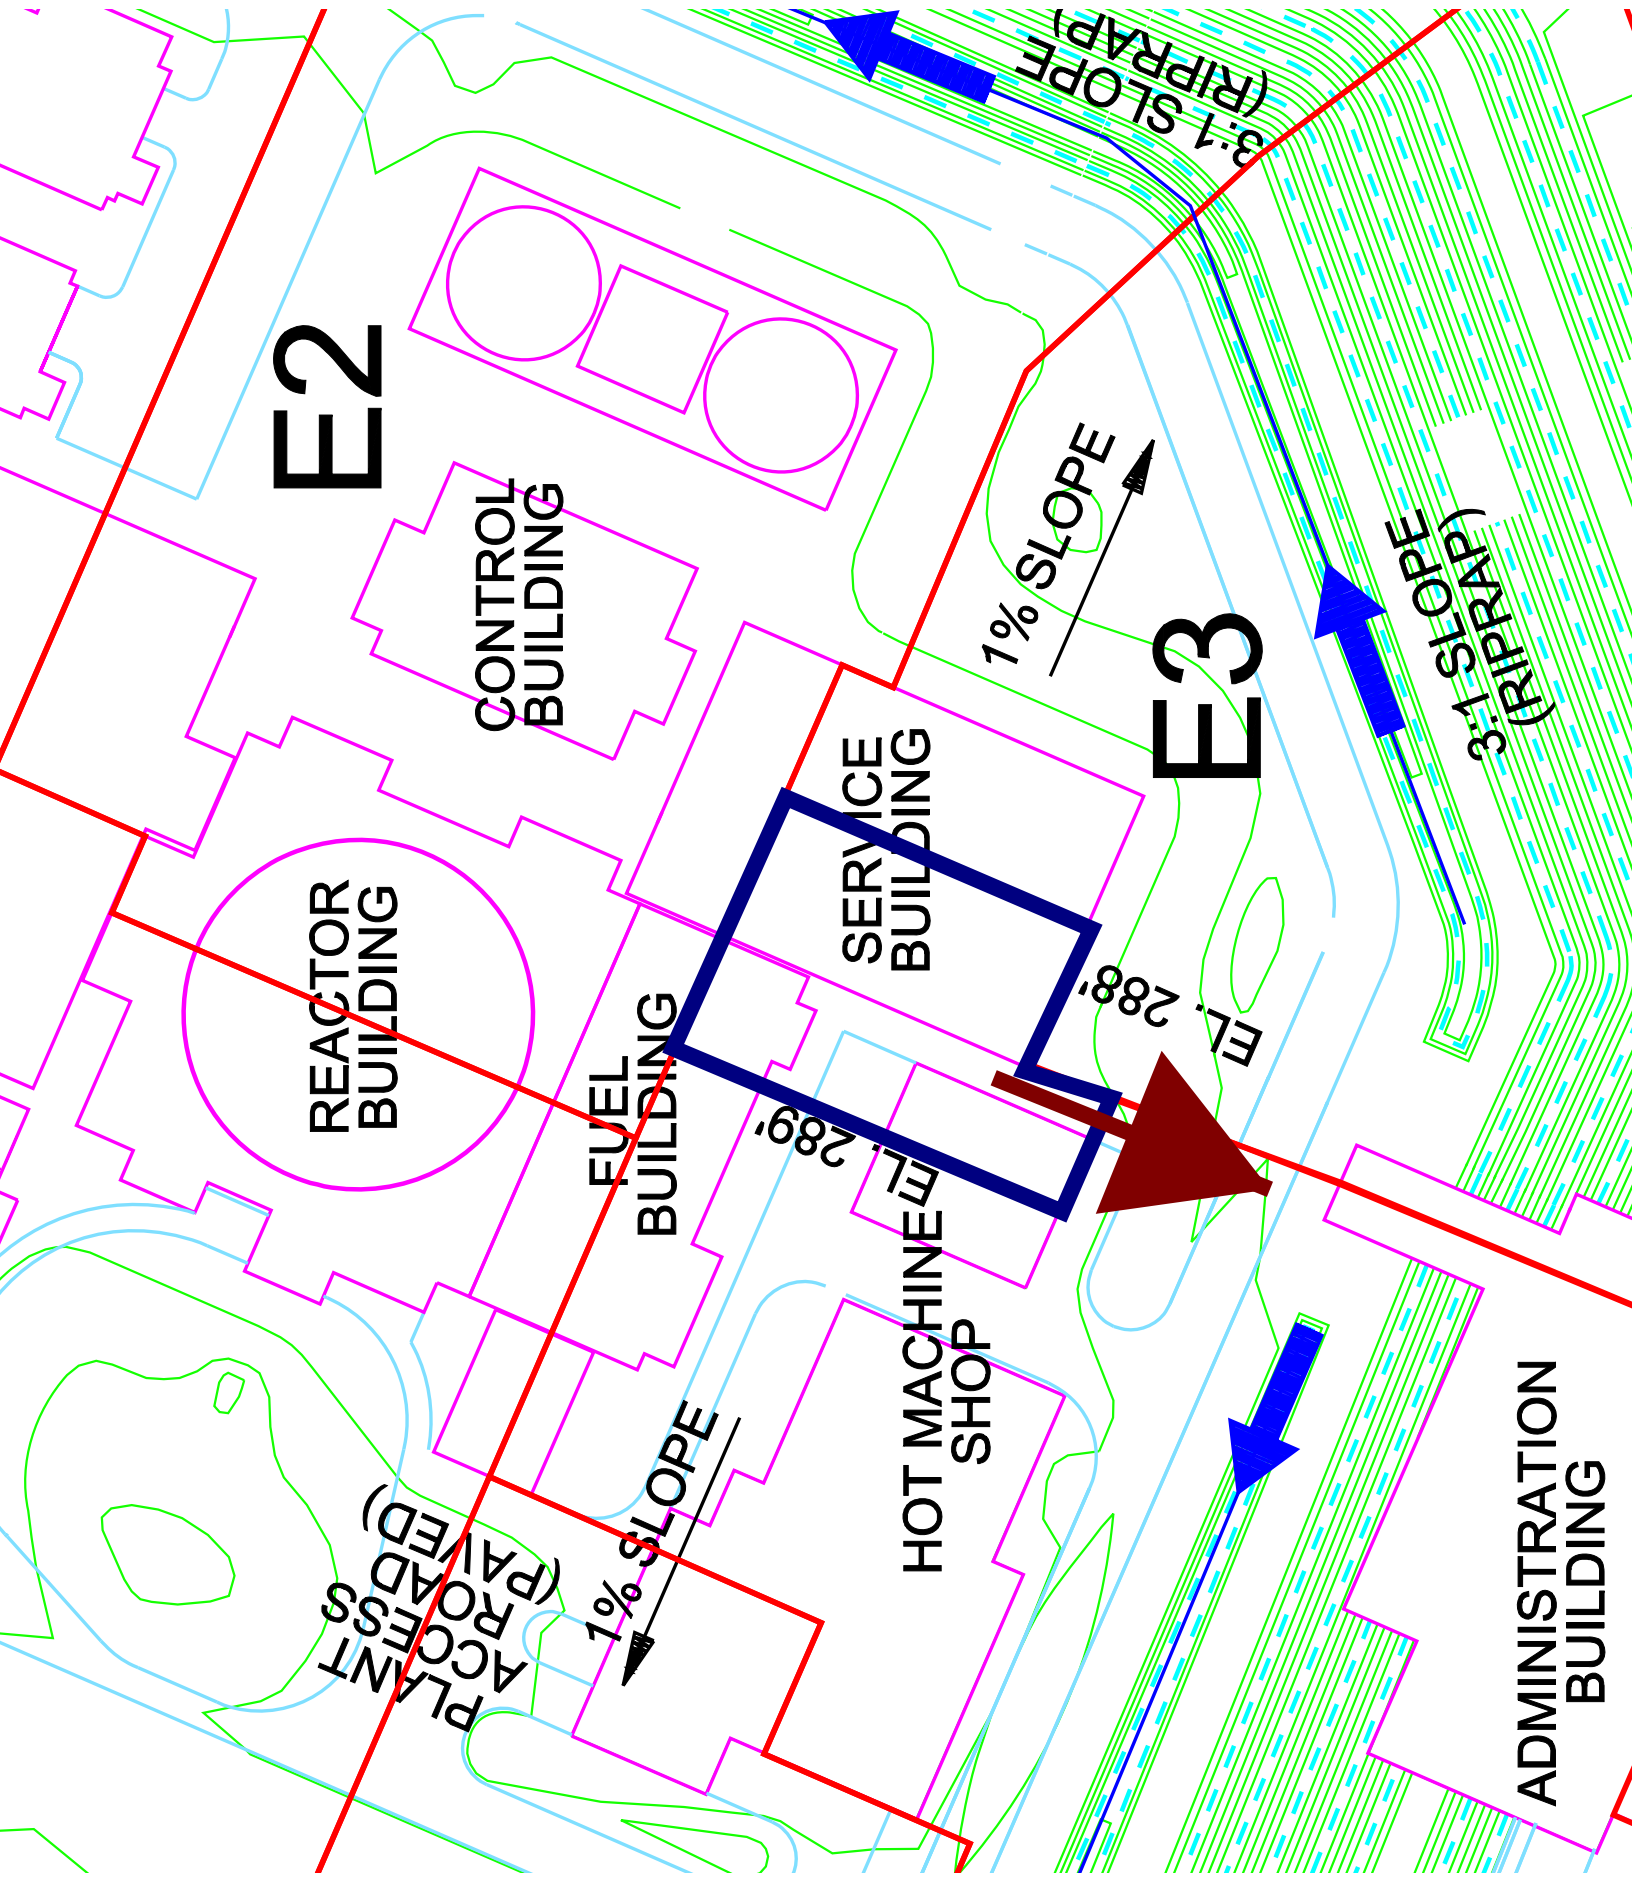 3:1 SLOPE
(RIPRAP)
E2
CONTROL
BUILDING
1% SLOPE
3:1 SLOPE
(RIPRAP)
E3
SERVICE
BUILDING
REACTOR
BUILDING
FUEL
BUILDING
EL. 288'
EL. 289'
HOT MACHINE
SHOP
1% SLOPE
PLANT
ACCESS
ROAD
(PAVED)
ADMINISTRATION
BUILDING